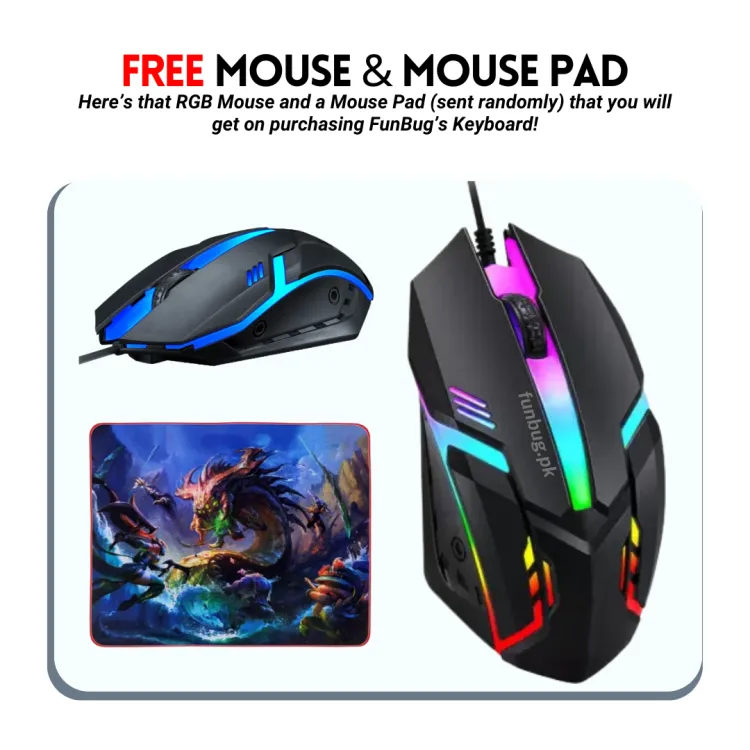 FREE MOUSE & MOUSE PAD
Here's that RGB Mouse and a Mouse Pad (sent randomly) that you will
get on purchasing FunBug's Keyboard!
funbug.pk